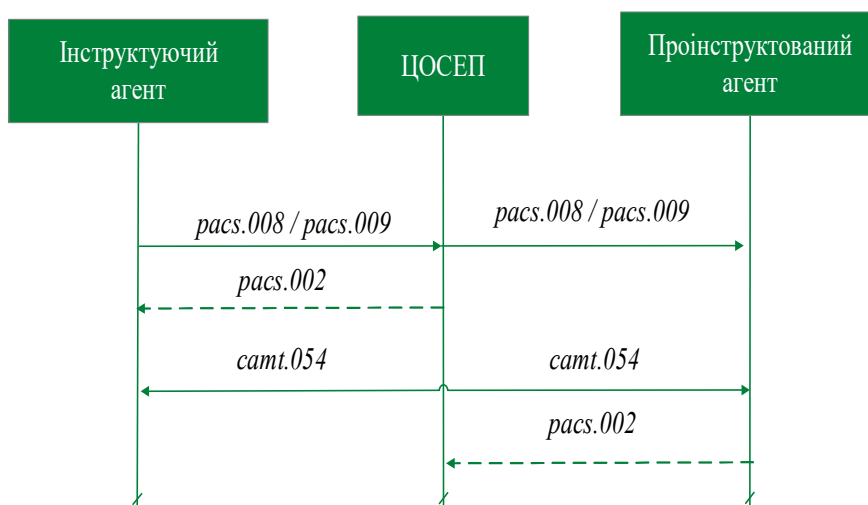 Інструктуючий
агент
ЦОСЕП
Проінструктований
агент
pacs.008 / pacs.009
pacs.008 / pacs.009
pacs.002
camt.054
camt.054
pacs.002